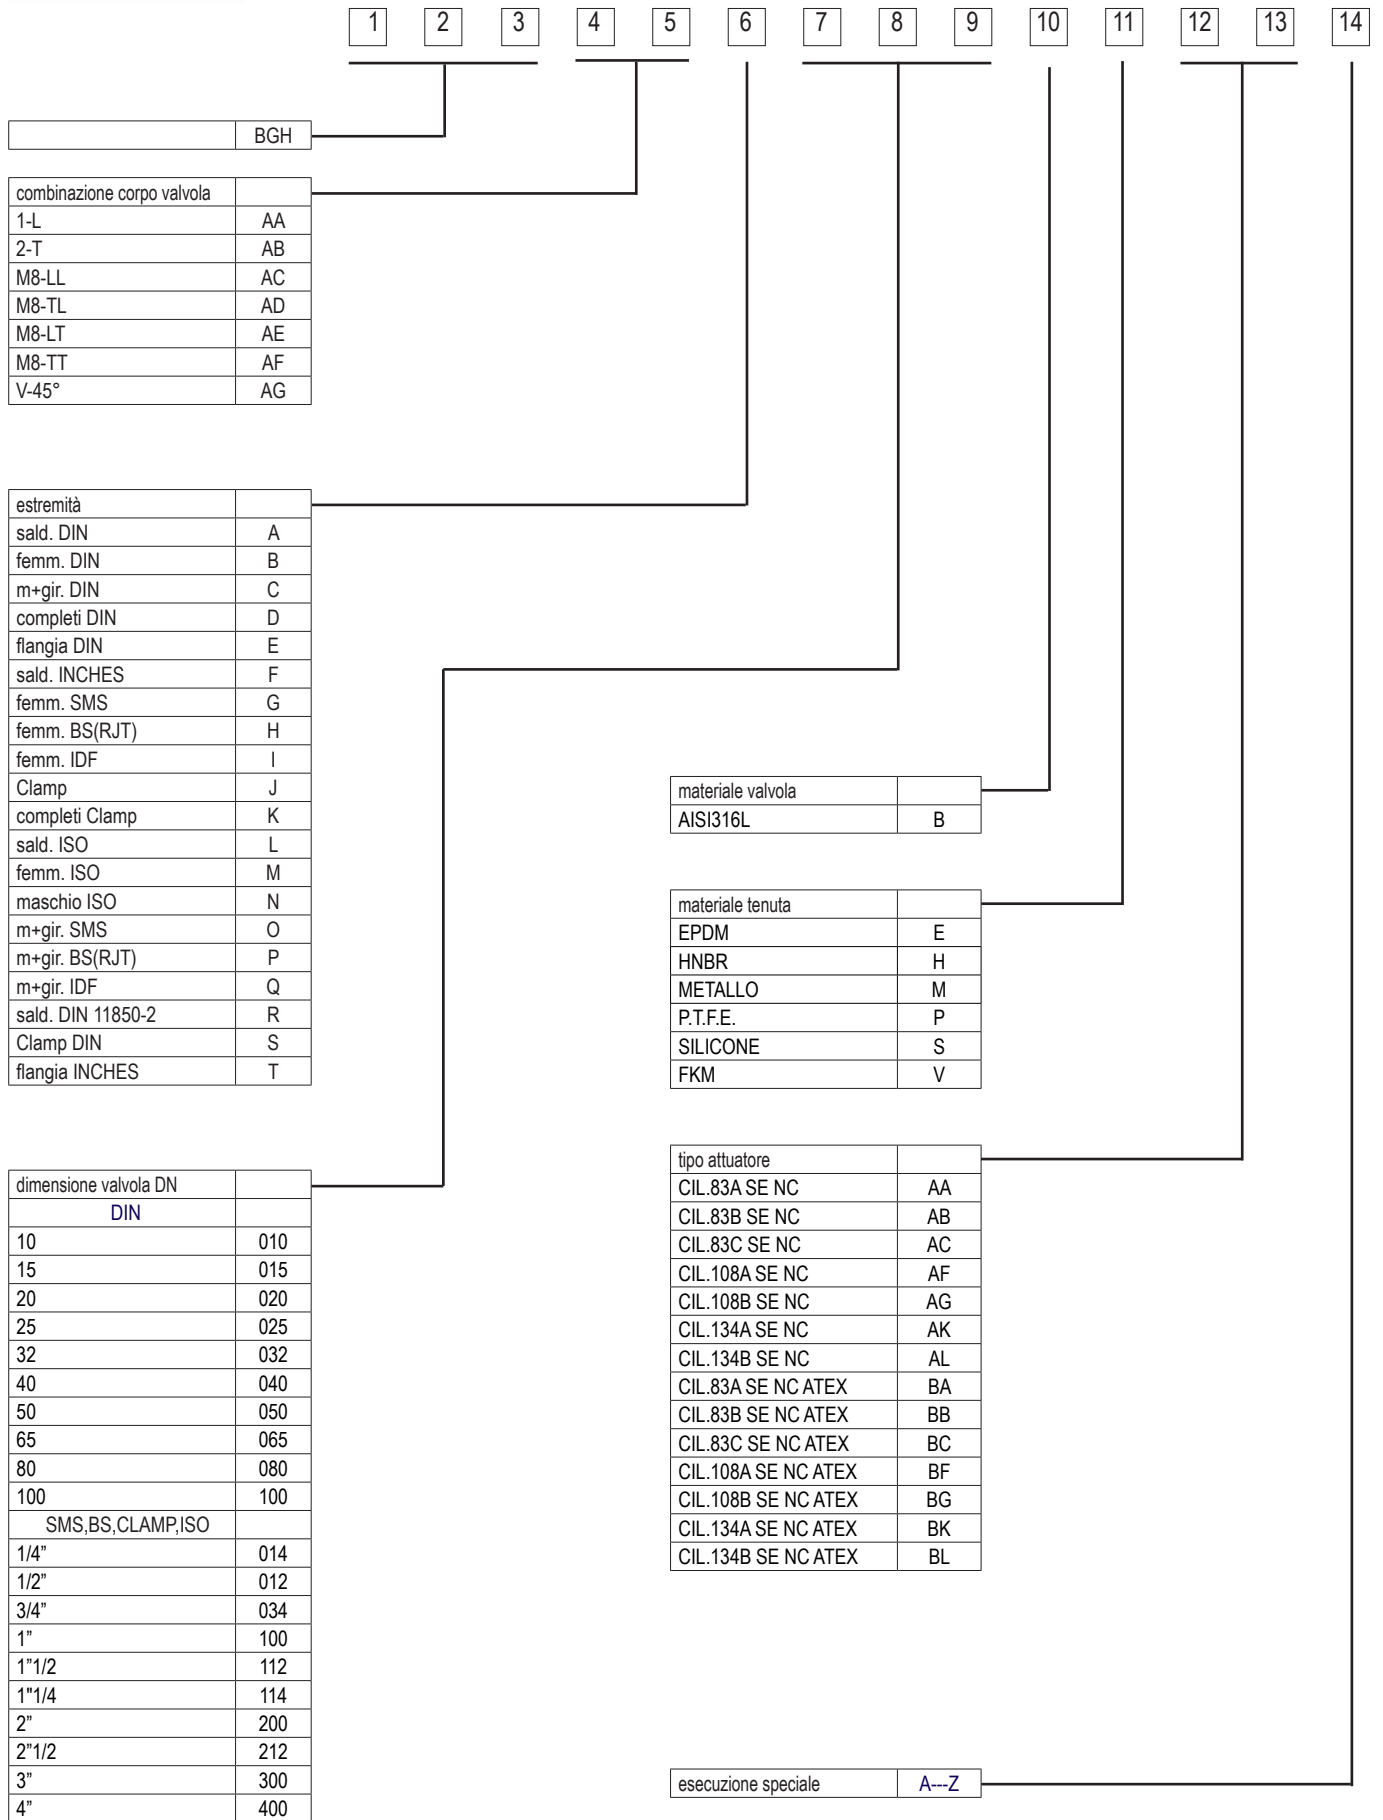 1 2 3 4 5 6 7 8 9 10 11 12 13 14
BGH
combinazione corpo valvola
1-L AA
2-T AB
M8-LL AC
M8-TL AD
M8-LT AE
M8-TT AF
V-45° AG
estremità
sald. DIN A
femm. DIN B
m+gir. DIN C
completi DIN D
flangia DIN E
sald. INCHES F
femm. SMS G
femm. BS(RJT) H
femm. IDF I
Clamp J
completi Clamp K
sald. ISO L
femm. ISO M
maschio ISO N
m+gir. SMS O
m+gir. BS(RJT) P
m+gir. IDF Q
sald. DIN 11850-2 R
Clamp DIN S
flangia INCHES T
dimensione valvola DN
DIN
10 010
15 015
20 020
25 025
32 032
40 040
50 050
65 065
80 080
100 100
SMS,BS,CLAMP,ISO
1/4” 014
1/2” 012
3/4” 034
1” 100
1”1/2 112
1"1/4 114
2” 200
2”1/2 212
3” 300
4” 400
materiale valvola
AISI316L B
materiale tenuta
EPDM E
HNBR H
METALLO M
P.T.F.E. P
SILICONE S
FKM V
tipo attuatore
CIL.83A SE NC AA
CIL.83B SE NC AB
CIL.83C SE NC AC
CIL.108A SE NC AF
CIL.108B SE NC AG
CIL.134A SE NC AK
CIL.134B SE NC AL
CIL.83A SE NC ATEX BA
CIL.83B SE NC ATEX BB
CIL.83C SE NC ATEX BC
CIL.108A SE NC ATEX BF
CIL.108B SE NC ATEX BG
CIL.134A SE NC ATEX BK
CIL.134B SE NC ATEX BL
esecuzione speciale A---Z